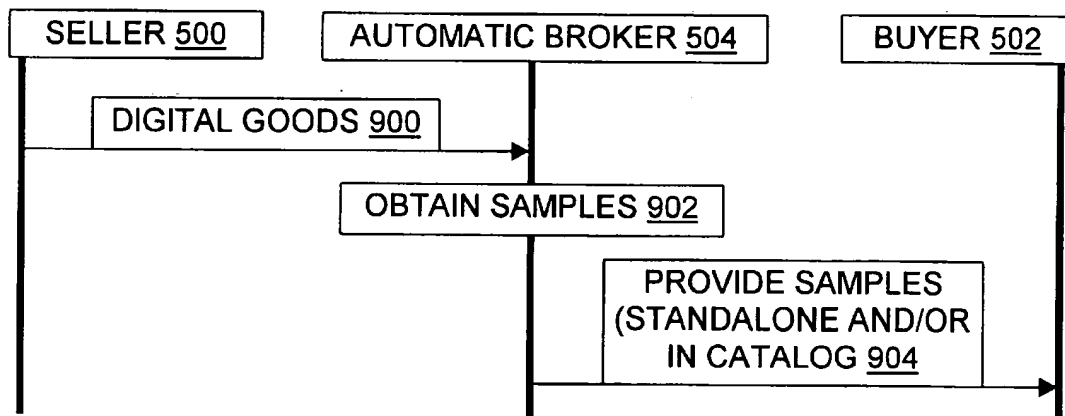 SELLER 500
AUTOMATIC BROKER 504
BUYER 502
DIGITAL GOODS 900
OBTAIN SAMPLES 902
PROVIDE SAMPLES
(STANDALONE AND/OR
IN CATALOG 904